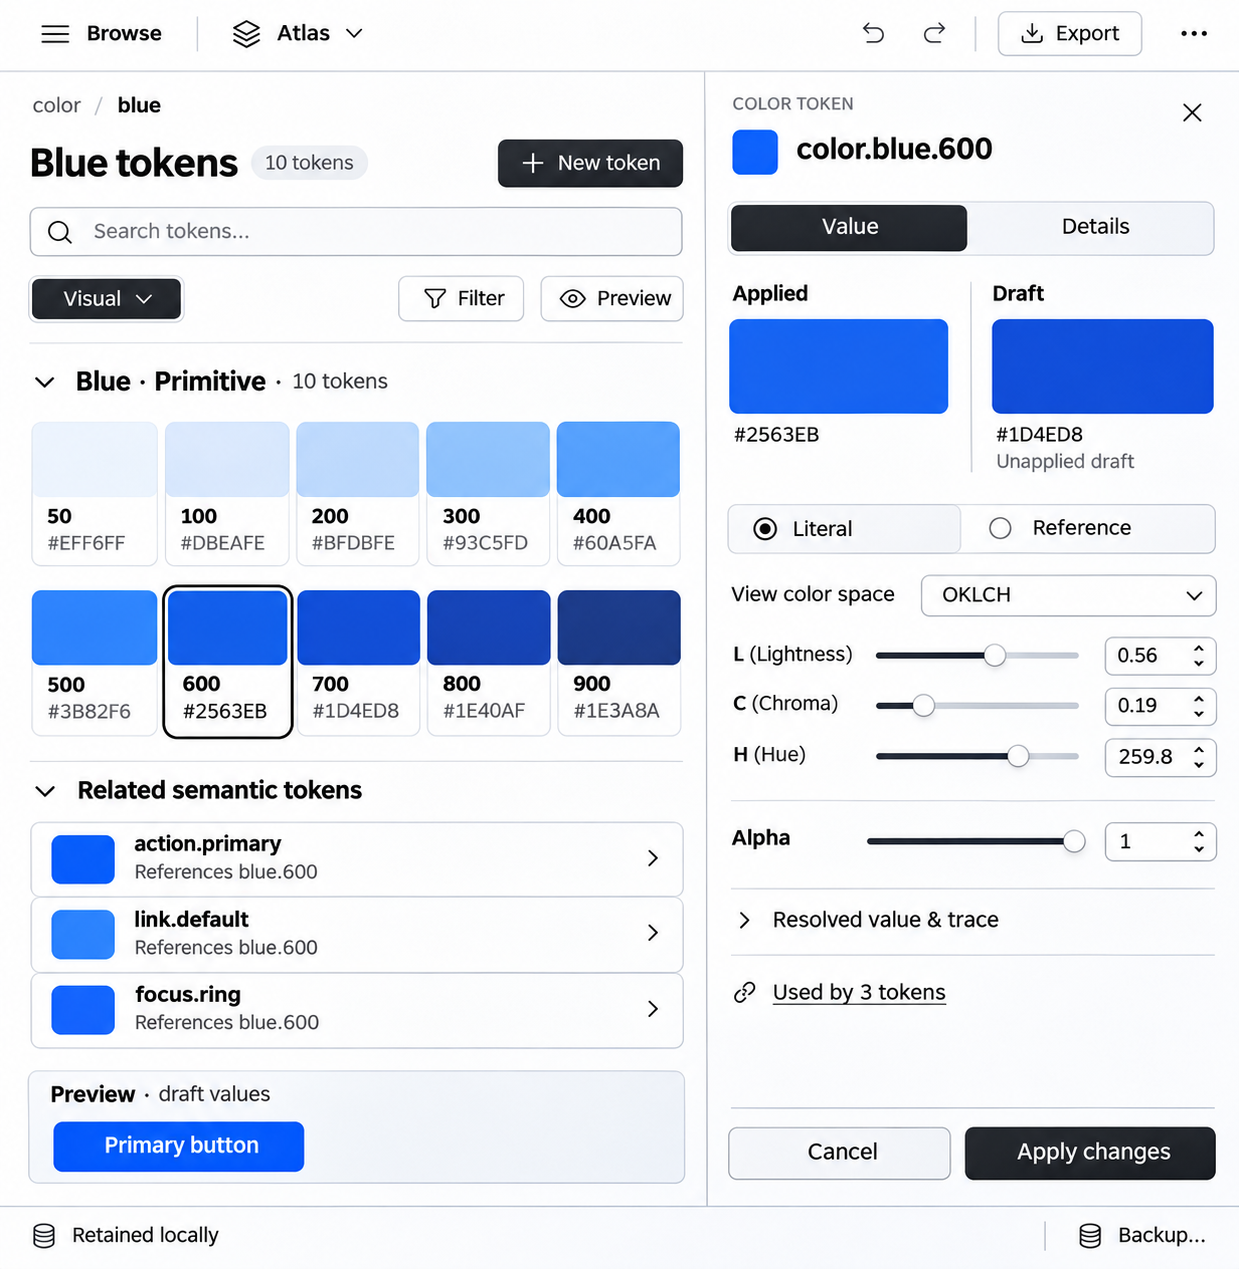 Browse
Atlas
Export
color / blue
Blue tokens
10 tokens
New token
Search tokens...
Visual
Filter
Preview
Blue · Primitive · 10 tokens
50
#EFF6FF
100
#DBEAFE
200
#BFDBFE
300
#93C5FD
400
#60A5FA
500
#3B82F6
600
#2563EB
700
#1D4ED8
800
#1E40AF
900
#1E3A8A
Related semantic tokens
action.primary
References blue.600
link.default
References blue.600
focus.ring
References blue.600
Preview · draft values
Primary button
COLOR TOKEN
color.blue.600
Value
Details
Applied
#2563EB
Draft
#1D4ED8
Unapplied draft
Literal
Reference
View color space
OKLCH
L (Lightness)
0.56
C (Chroma)
0.19
H (Hue)
259.8
Alpha
1
Resolved value & trace
Used by 3 tokens
Cancel
Apply changes
Retained locally
Backup...